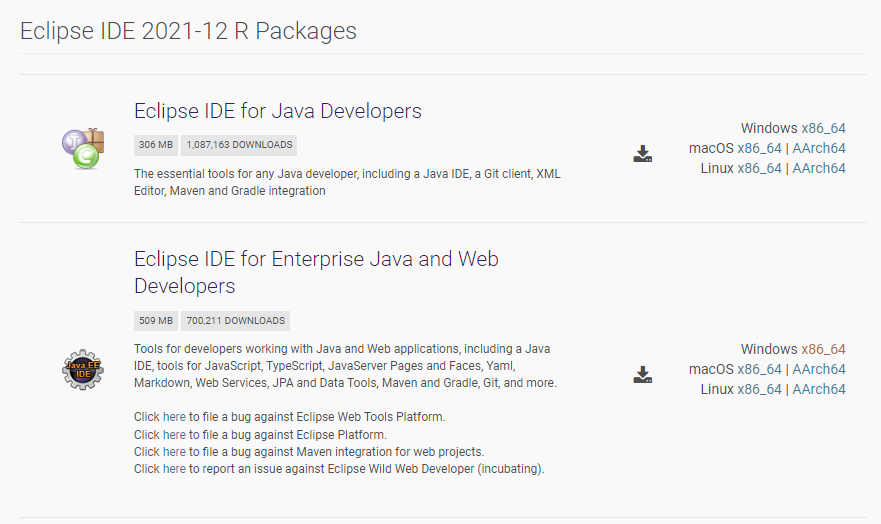 Eclipse IDE 2021-12 R Packages
Eclipse IDE for Java Developers
306 MB 1,087,163 DOWNLOADS
The essential tools for any Java developer, including a Java IDE, a Git client, XML
Editor, Maven and Gradle integration
Windows x86_64
macOS x86_64 | AArch64
Linux x86_64 | AArch64
J
C
Eclipse IDE for Enterprise Java and Web
Developers
509 MB 700,211 DOWNLOADS
Tools for developers working with Java and Web applications, including a Java
IDE, tools for JavaScript, TypeScript, JavaServer Pages and Faces, Yaml,
Markdown, Web Services, JPA and Data Tools, Maven and Gradle, Git, and more.
Click here to file a bug against Eclipse Web Tools Platform.
Click here to file a bug against Eclipse Platform.
Click here to file a bug against Maven integration for web projects.
Click here to report an issue against Eclipse Wild Web Developer (incubating).
Java EE
IDE
Windows x86_64
macOS x86_64 | AArch64
Linux x86_64 | AArch64